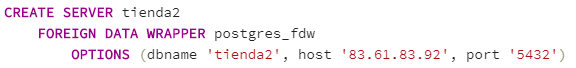 CREATE SERVER tienda2
FOREIGN DATA WRAPPER postgres_fdw
OPTIONS (dbname 'tienda2', host '83.61.83.92', port '5432')